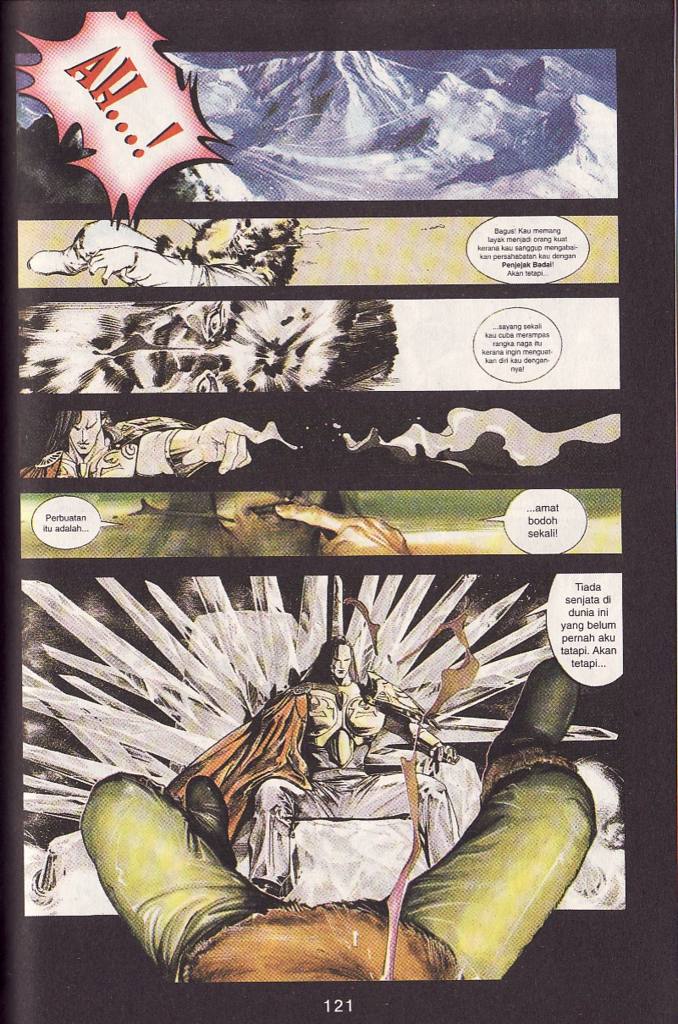 AH....!
Bagus! Kau memang
layak menjadi orang kuat
kerana kau sanggup mengabai-
kan persahabatan kau dengan
Penjejak Badai!
Akan tetapi...
...sayang sekali
kau cuba merampas
rangka naga itu
kerana ingin menguat-
kan diri kau dengan-
nya!
Perbuatan
itu adalah...
...amat
bodoh
sekali!
Tiada
senjata di
dunia ini
yang belum
pernah aku
tatapi. Akan
tetapi...
121